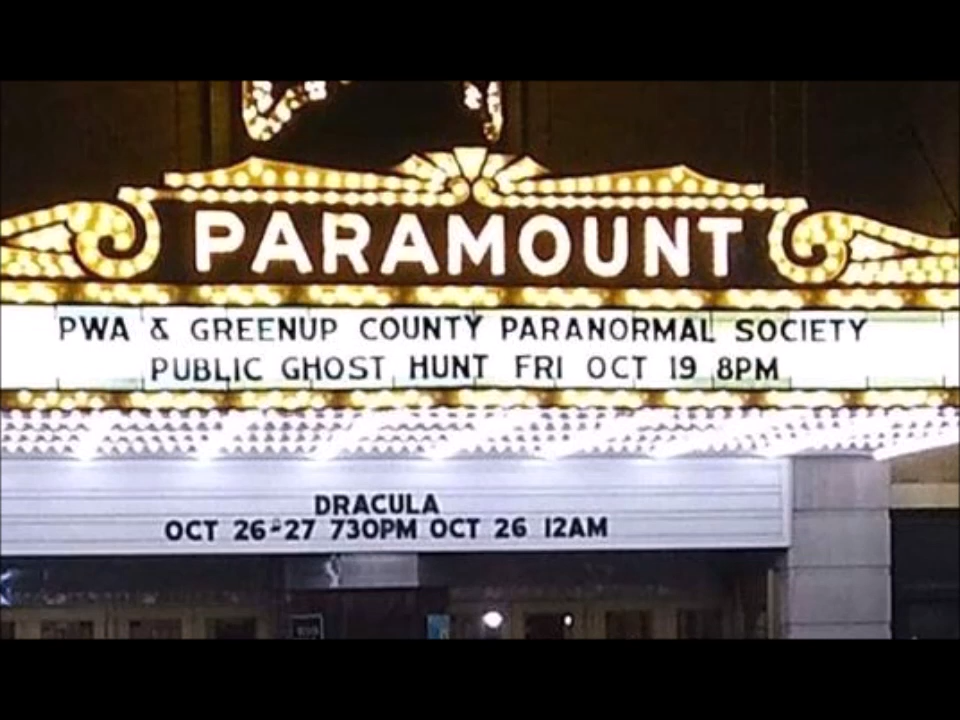 PARAMOUNT
PWA & GREENUP COUNTY PARANORMAL SOCIETY
PUBLIC GHOST HUNT FRI OCT 19 8PM
DRACULA
OCT 26-27 730PM OCT 26 12AM